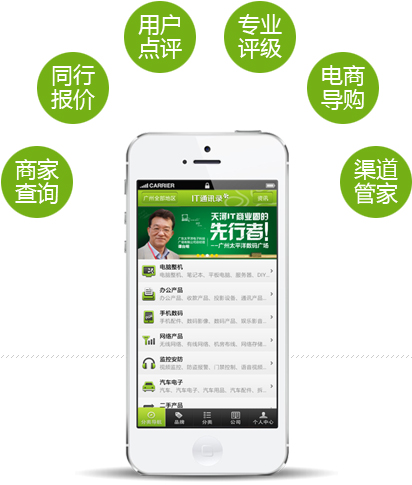 用户
点评
专业
评级
同行
报价
电商
导购
商家
查询
渠道
管家
CARRIER
广州全部地区
IT通讯录
资讯
天河IT商业圈的
先行者!
——广州太平洋数码广场
电脑整机
电脑整机、笔记本、平板电脑、服务器、DIY...
办公产品
办公产品、收款产品、投影设备、通讯产品...
手机数码
手机配件、数码影像、数码产品、娱乐影音...
网络产品
无线网络、有线网络、机房布线、网络存储...
监控安防
视频监控、防盗报警、门禁控制、语音视频...
汽车电子
汽车、汽车电子、汽车用品、汽车配件、拆...
二手产品
分类导航
品牌
分类
公司
个人中心